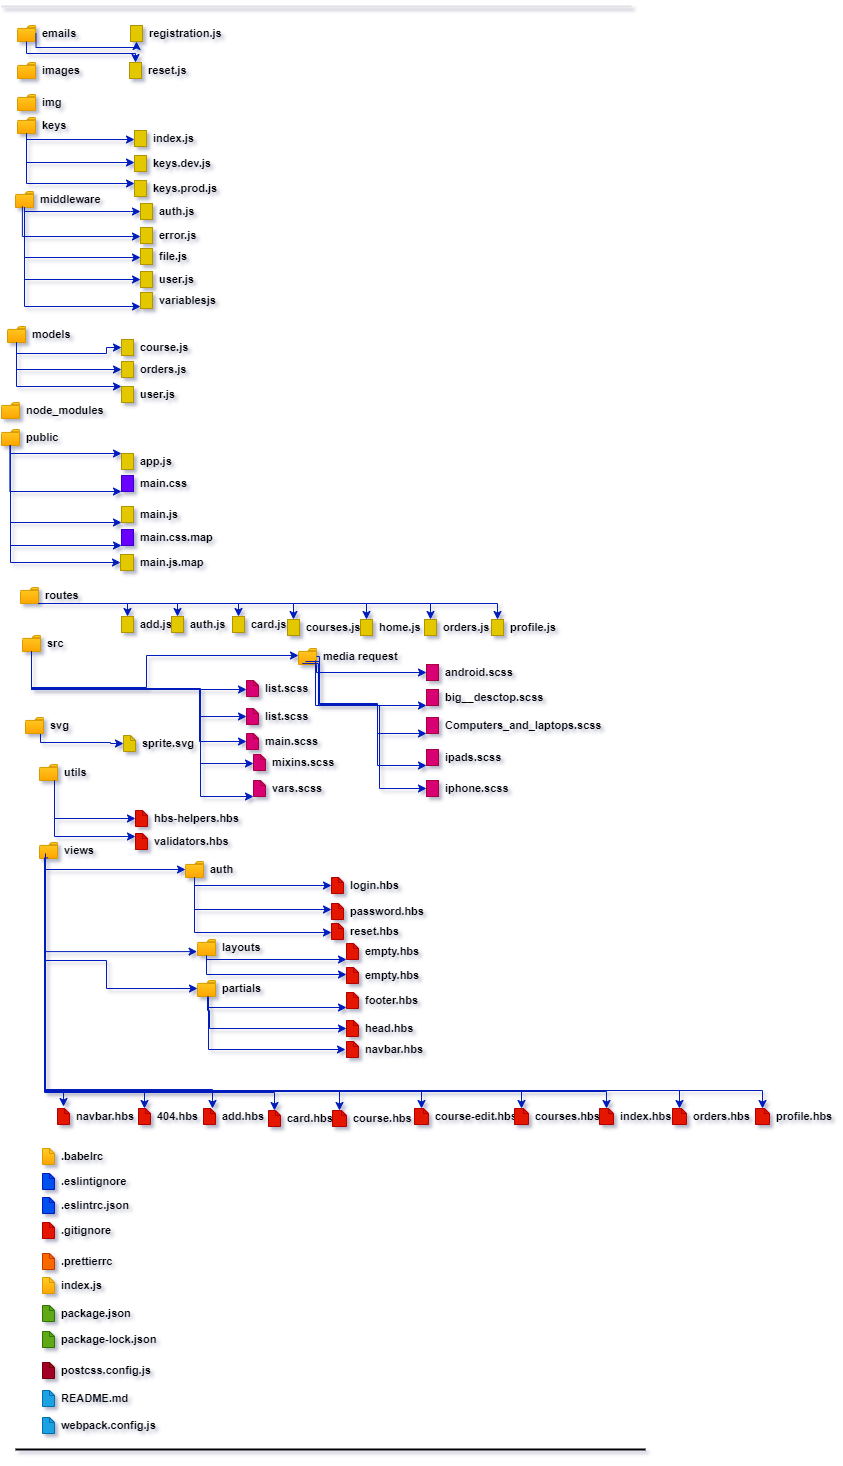 emails
registration.js
images
reset.js
img
keys
index.js
keys.dev.js
keys.prod.js
middleware
auth.js
error.js
file.js
user.js
variablesjs
models
course.js
orders.js
user.js
node_modules
public
app.js
main.css
main.js
main.css.map
main.js.map
routes
add.js auth.js card.js courses.js home.js orders.js profile.js
src
media request
android.scss
list.scss
big__desctop.scss
list.scss
svg
Computers_and_laptops.scss
sprite.svg
main.scss
ipads.scss
mixins.scss
utils
vars.scss
iphone.scss
hbs-helpers.hbs
validators.hbs
views
auth
login.hbs
password.hbs
reset.hbs
layouts
empty.hbs
empty.hbs
partials
footer.hbs
head.hbs
navbar.hbs
navbar.hbs 404.hbs add.hbs card.hbs course.hbs course-edit.hbs courses.hbs index.hbs orders.hbs profile.hbs
.babelrc
.eslintignore
.eslintrc.json
.gitignore
.prettierrc
index.js
package.json
package-lock.json
postcss.config.js
README.md
webpack.config.js